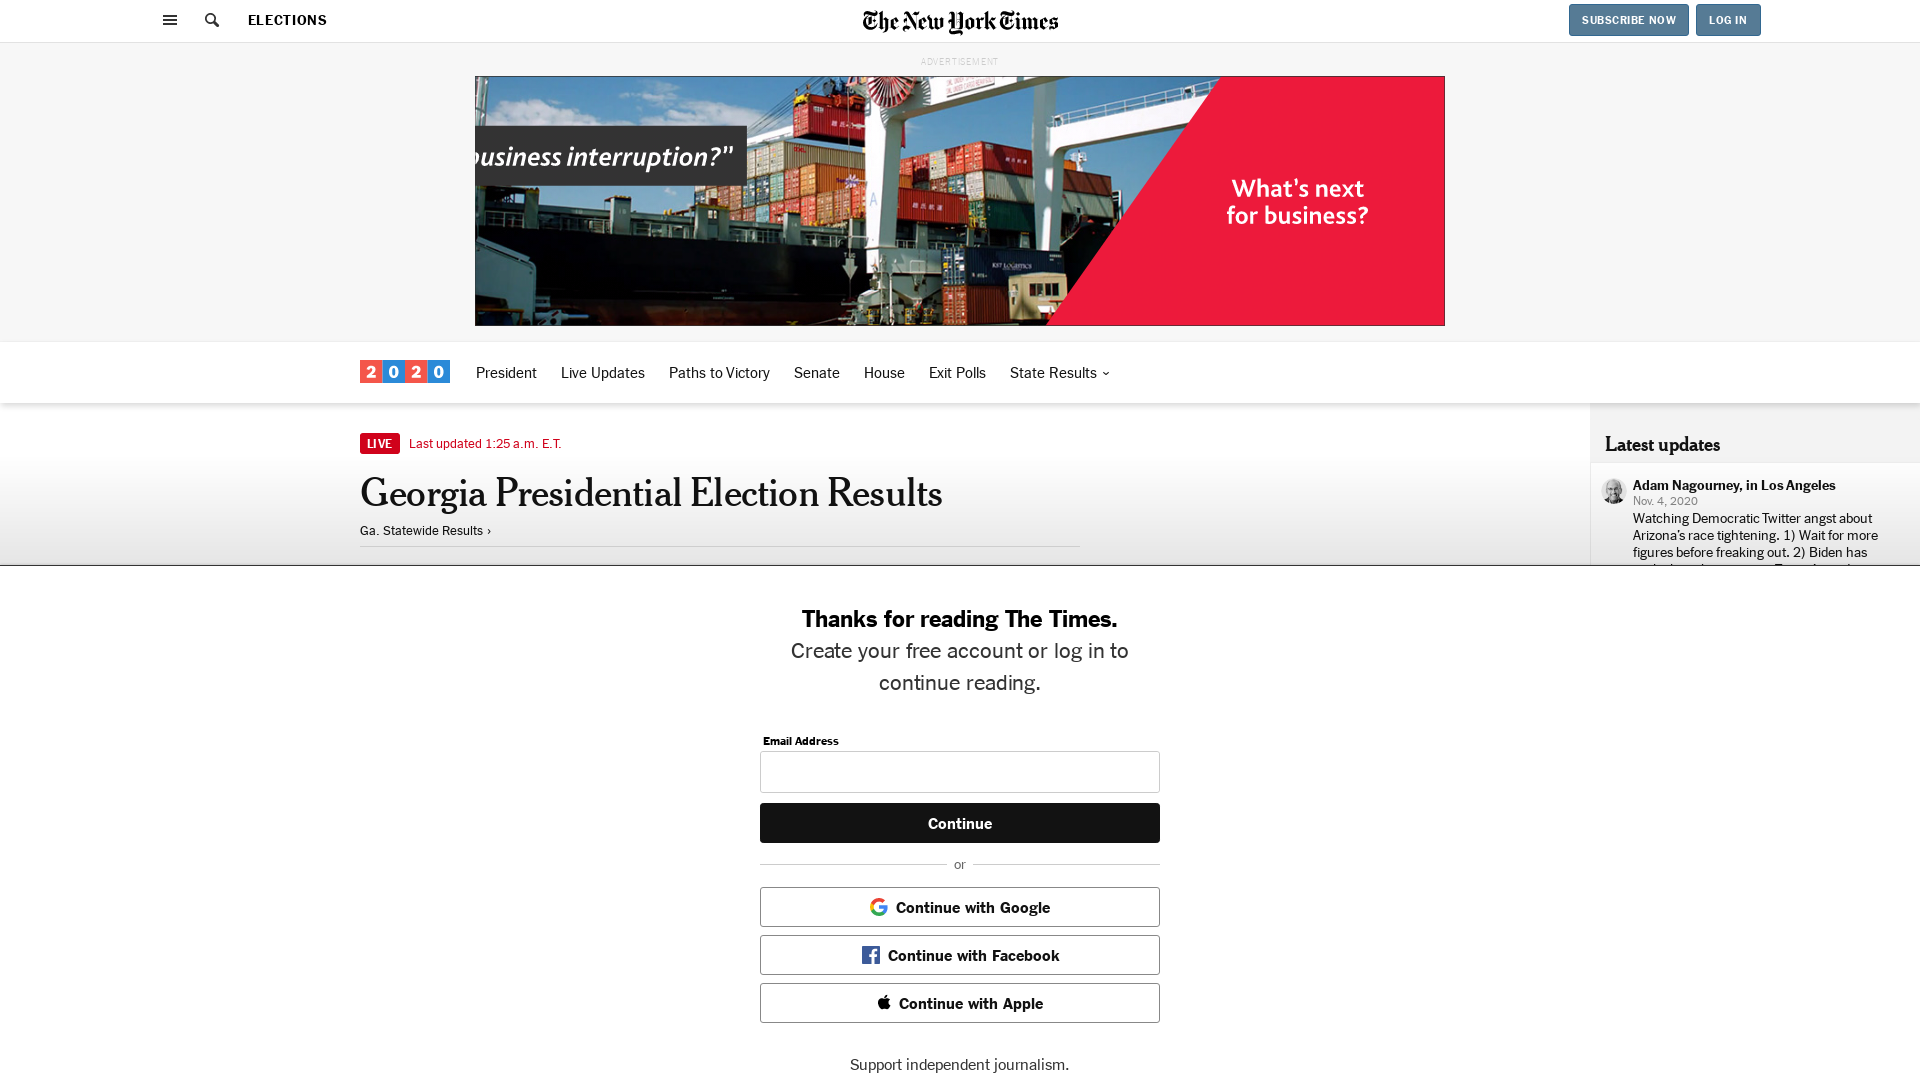 ELECTIONS
The New York Times
SUBSCRIBE NOW
LOG IN
ADVERTISEMENT
business interruption?”
What’s next
for business?
2020
President
Live Updates
Paths to Victory
Senate
House
Exit Polls
State Results
LIVE
Last updated 1:25 a.m. E.T.
Georgia Presidential Election Results
Ga. Statewide Results ›
Latest updates
Adam Nagourney, in Los Angeles
Nov. 4, 2020
Watching Democratic Twitter angst about
Arizona’s race tightening. 1) Wait for more
figures before freaking out. 2) Biden has
Thanks for reading The Times.
Create your free account or log in to
continue reading.
Email Address
Continue
or
Continue with Google
Continue with Facebook
Continue with Apple
Support independent journalism.